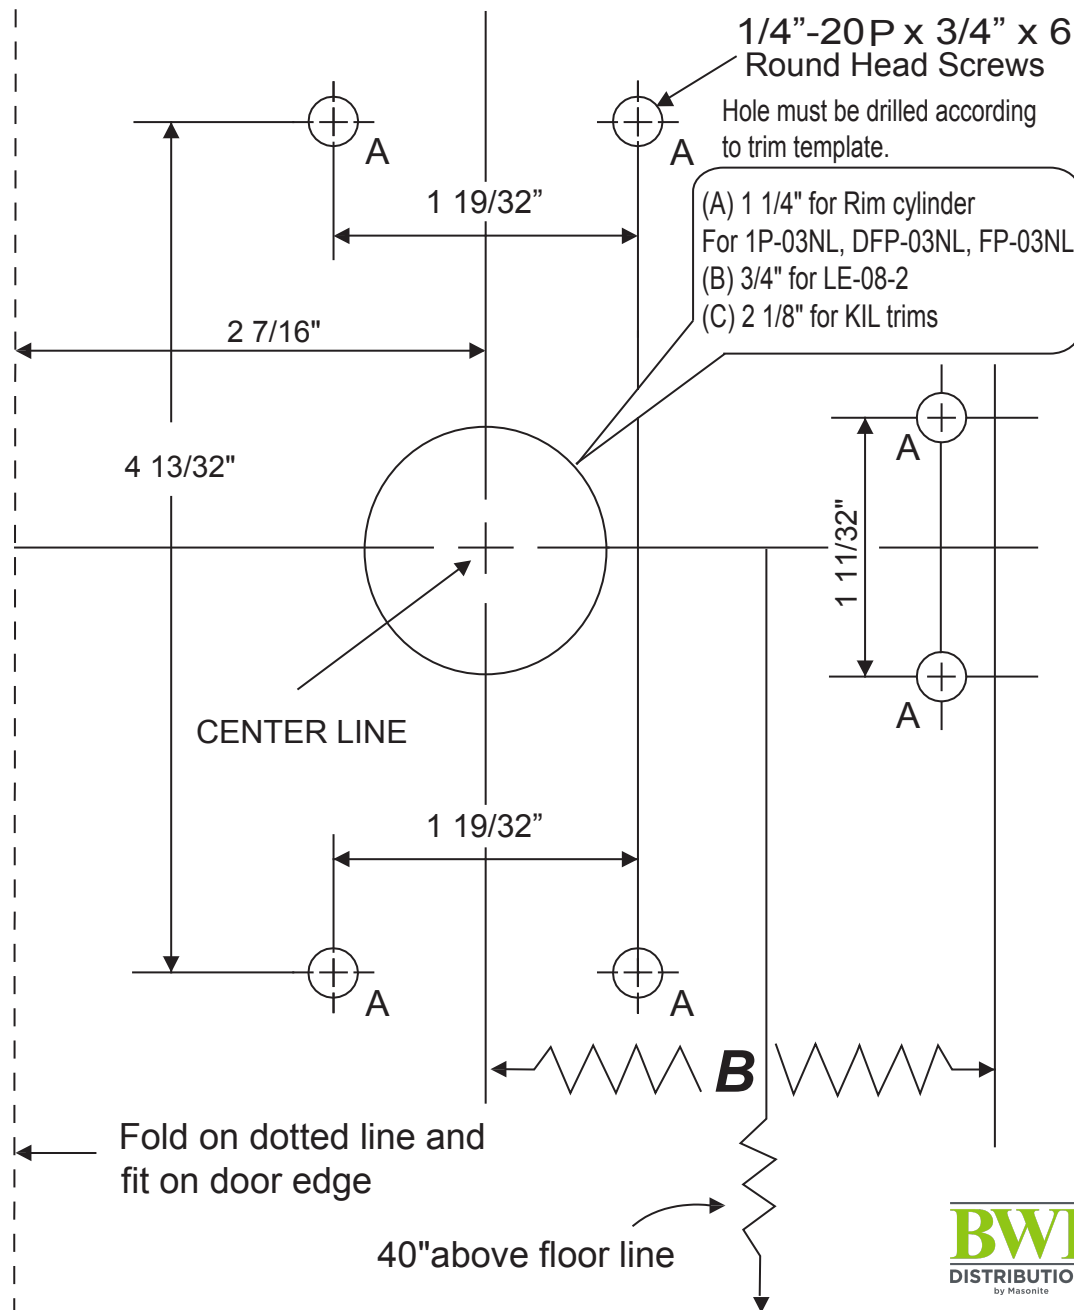 1/4”-20P x 3/4” x 6
Round Head Screws
Hole must be drilled according
to trim template.
A
A
1 19/32”
(A) 1 1/4" for Rim cylinder
For 1P-03NL, DFP-03NL, FP-03NL
(B) 3/4" for LE-08-2
(C) 2 1/8" for KIL trims
2 7/16"
A
4 13/32"
1 11/32"
A
CENTER LINE
1 19/32”
A
A
B
Fold on dotted line and
fit on door edge
40"above floor line
BWI
DISTRIBUTIO
by Masonite